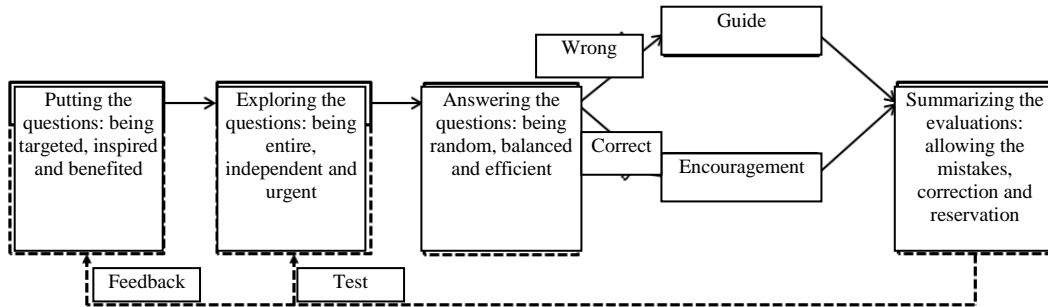 Putting the
questions: being
targeted, inspired
and benefited
Exploring the
questions: being
entire,
independent and
urgent
Answering the
questions: being
random, balanced
and efficient
Wrong
Correct
Guide
Encouragement
Summarizing the
evaluations:
allowing the
mistakes,
correction and
reservation
Feedback
Test